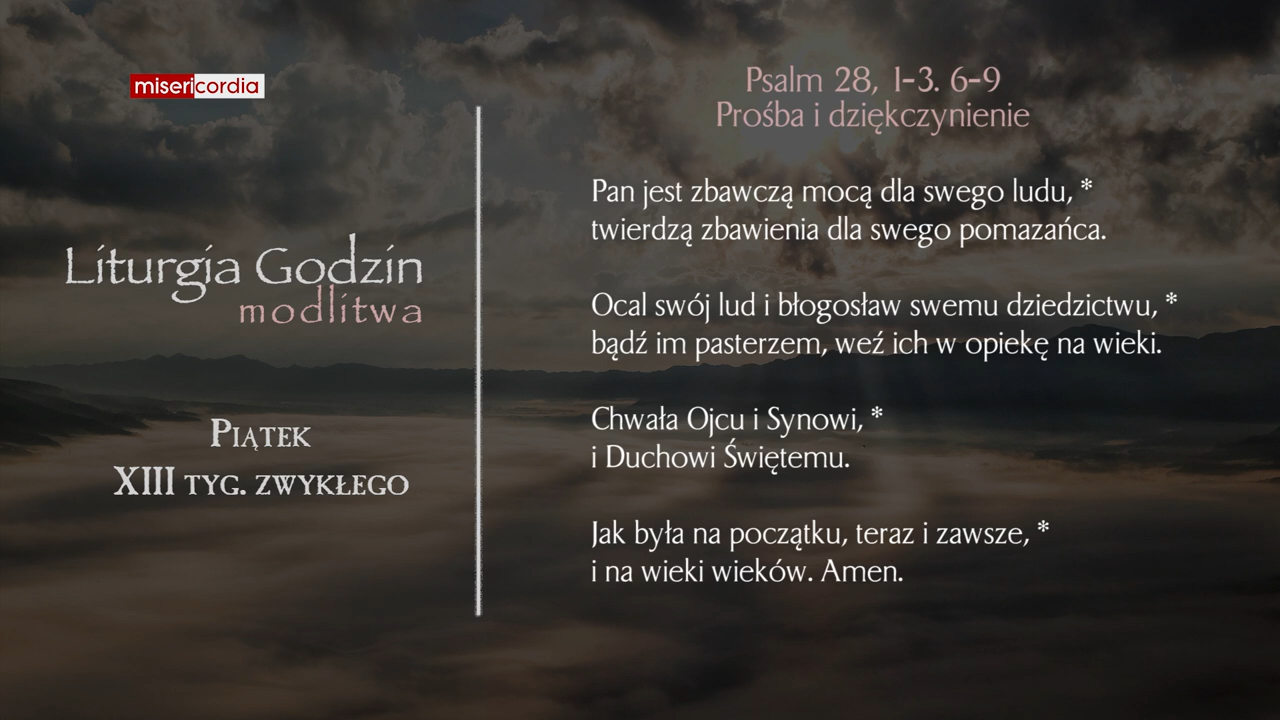 misericordia
Liturgia Godzin
modlitwa
Piątek
XIII tyg. zwykłego
Psalm 28, 1-3. 6-9
Prośba i dziękczynienie
Pan jest zbawczą mocą dla swego ludu, *
twierdzą zbawienia dla swego pomazańca.
Ocal swój lud i błogosław swemu dziedzictwu, *
bądź im pasterzem, weź ich w opiekę na wieki.
Chwała Ojcu i Synowi, *
i Duchowi Świętemu.
Jak była na początku, teraz i zawsze, *
i na wieki wieków. Amen.